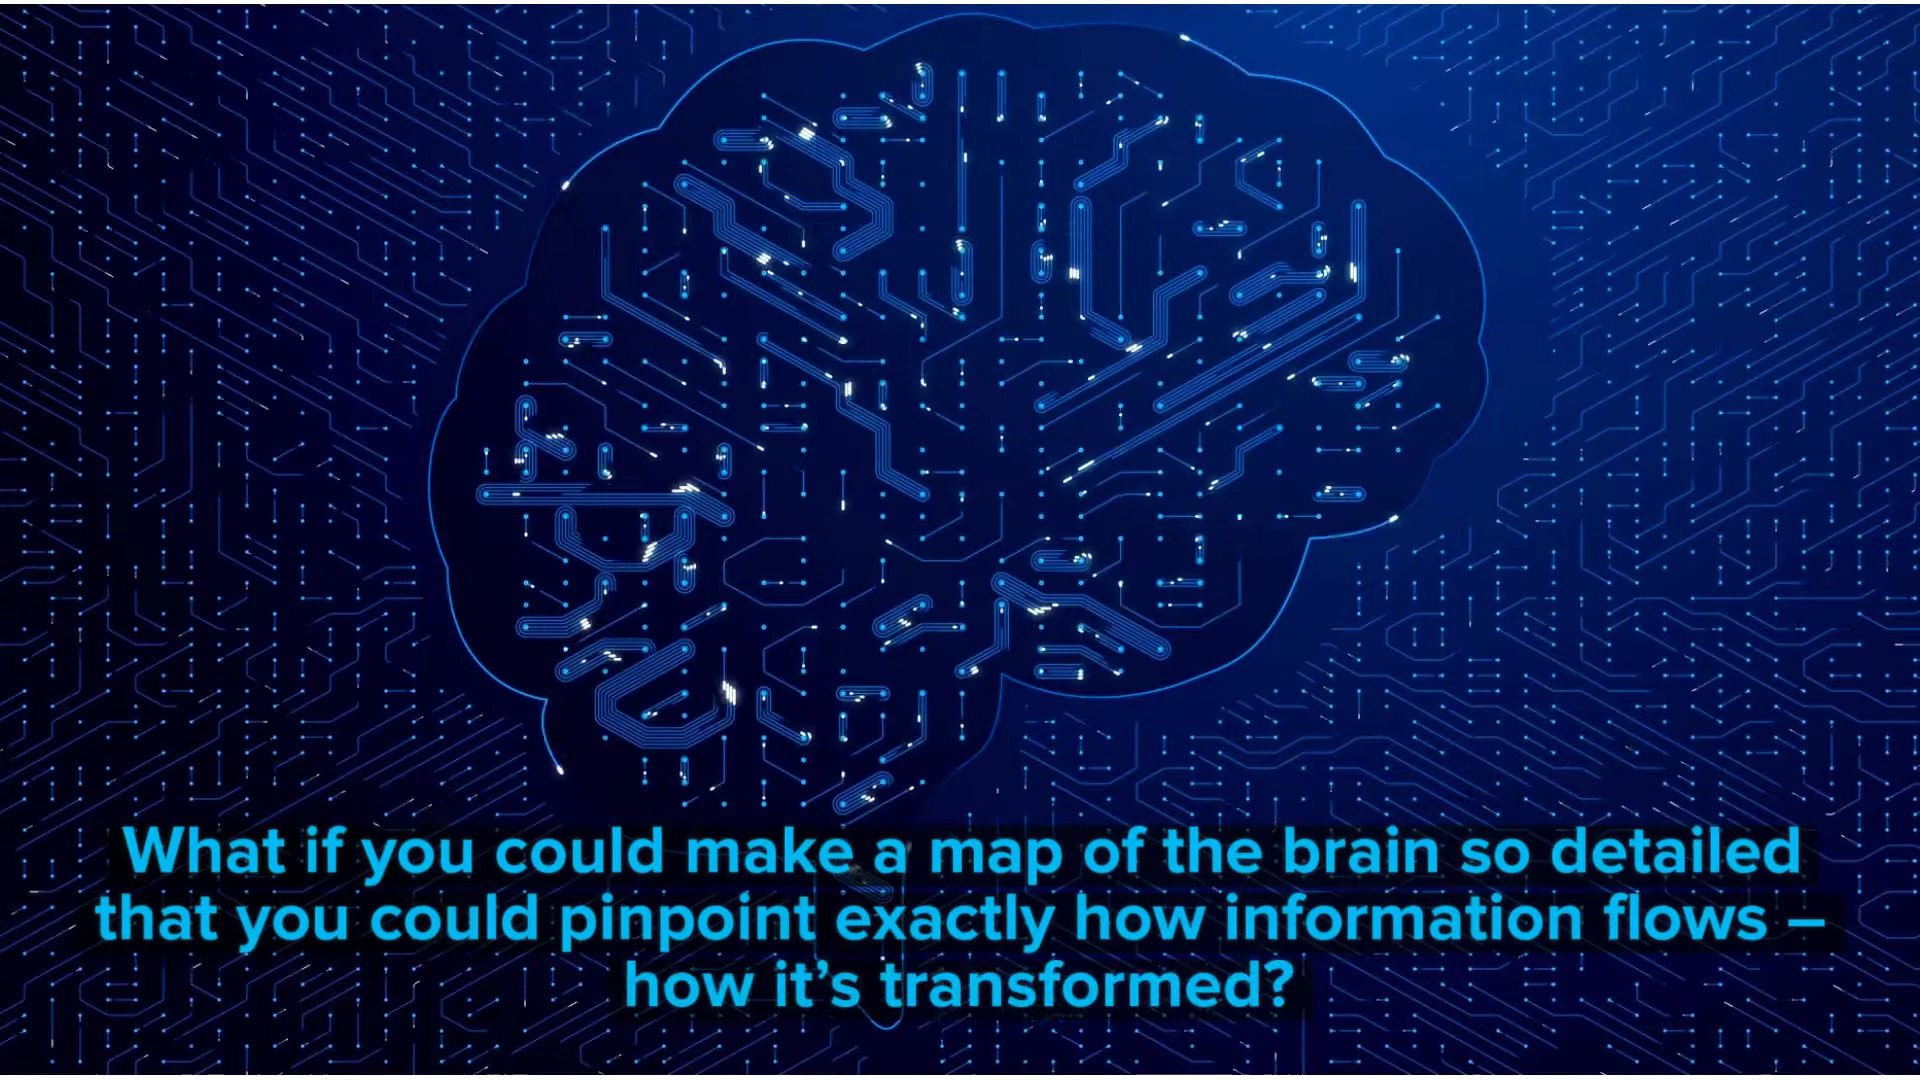 What if you could make a map of the brain so detailed
that you could pinpoint exactly how information flows –
how it’s transformed?